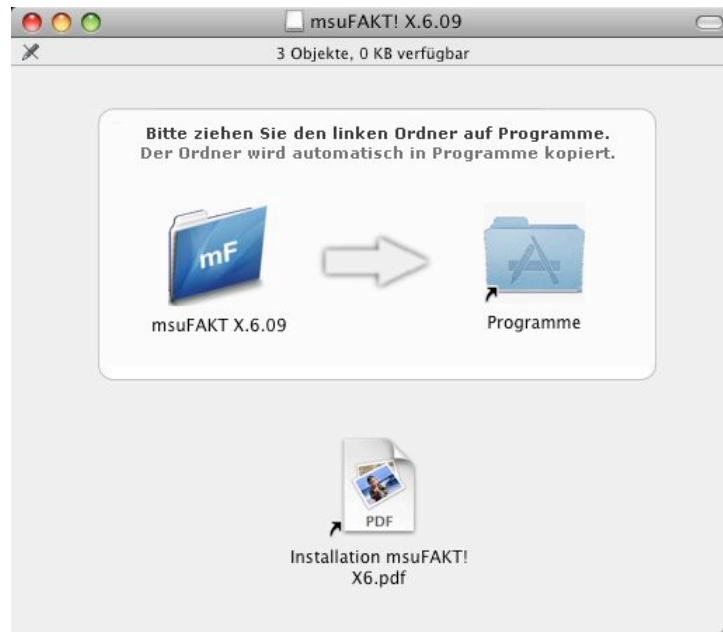 msuFAKT! X.6.09
3 Objekte, 0 KB verfügbar
Bitte ziehen Sie den linken Ordner auf Programme.
Der Ordner wird automatisch in Programme kopiert.
mF
msuFAKT X.6.09
Programme
PDF
Installation msuFAKT!
X6.pdf